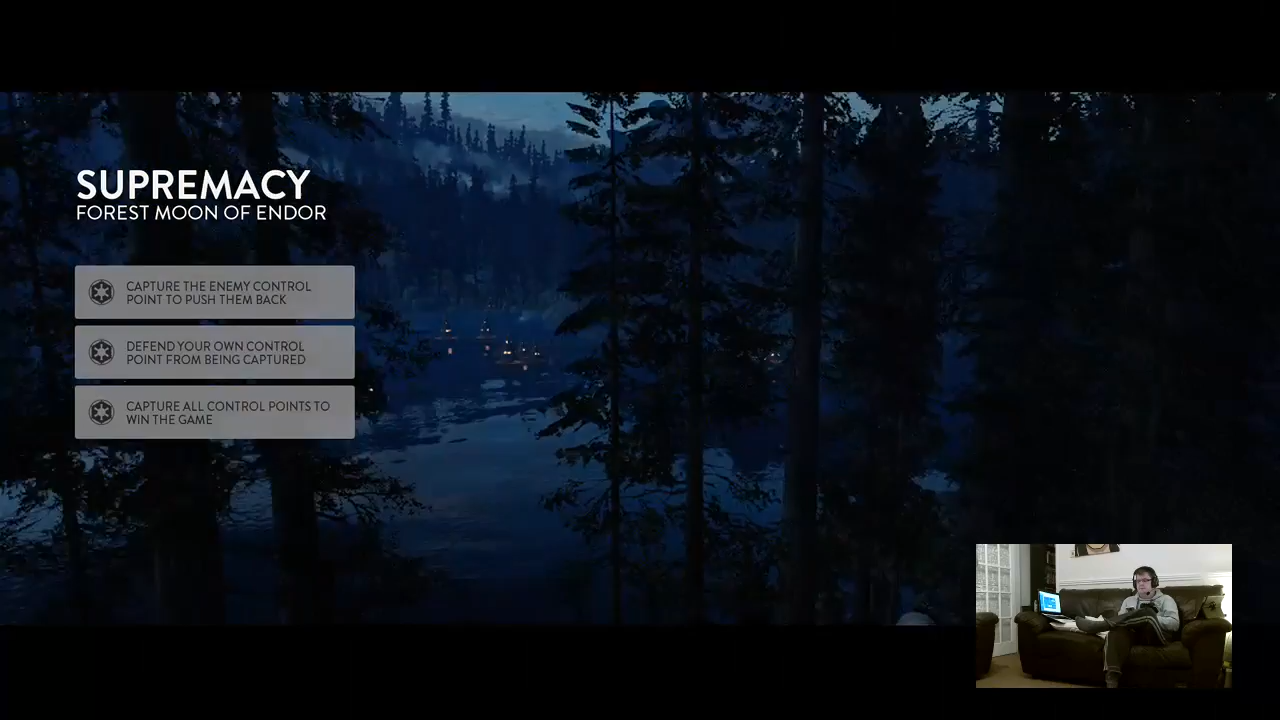 SUPREMACY
FOREST MOON OF ENDOR
CAPTURE THE ENEMY CONTROL
POINT TO PUSH THEM BACK
DEFEND YOUR OWN CONTROL
POINT FROM BEING CAPTURED
CAPTURE ALL CONTROL POINTS TO
WIN THE GAME